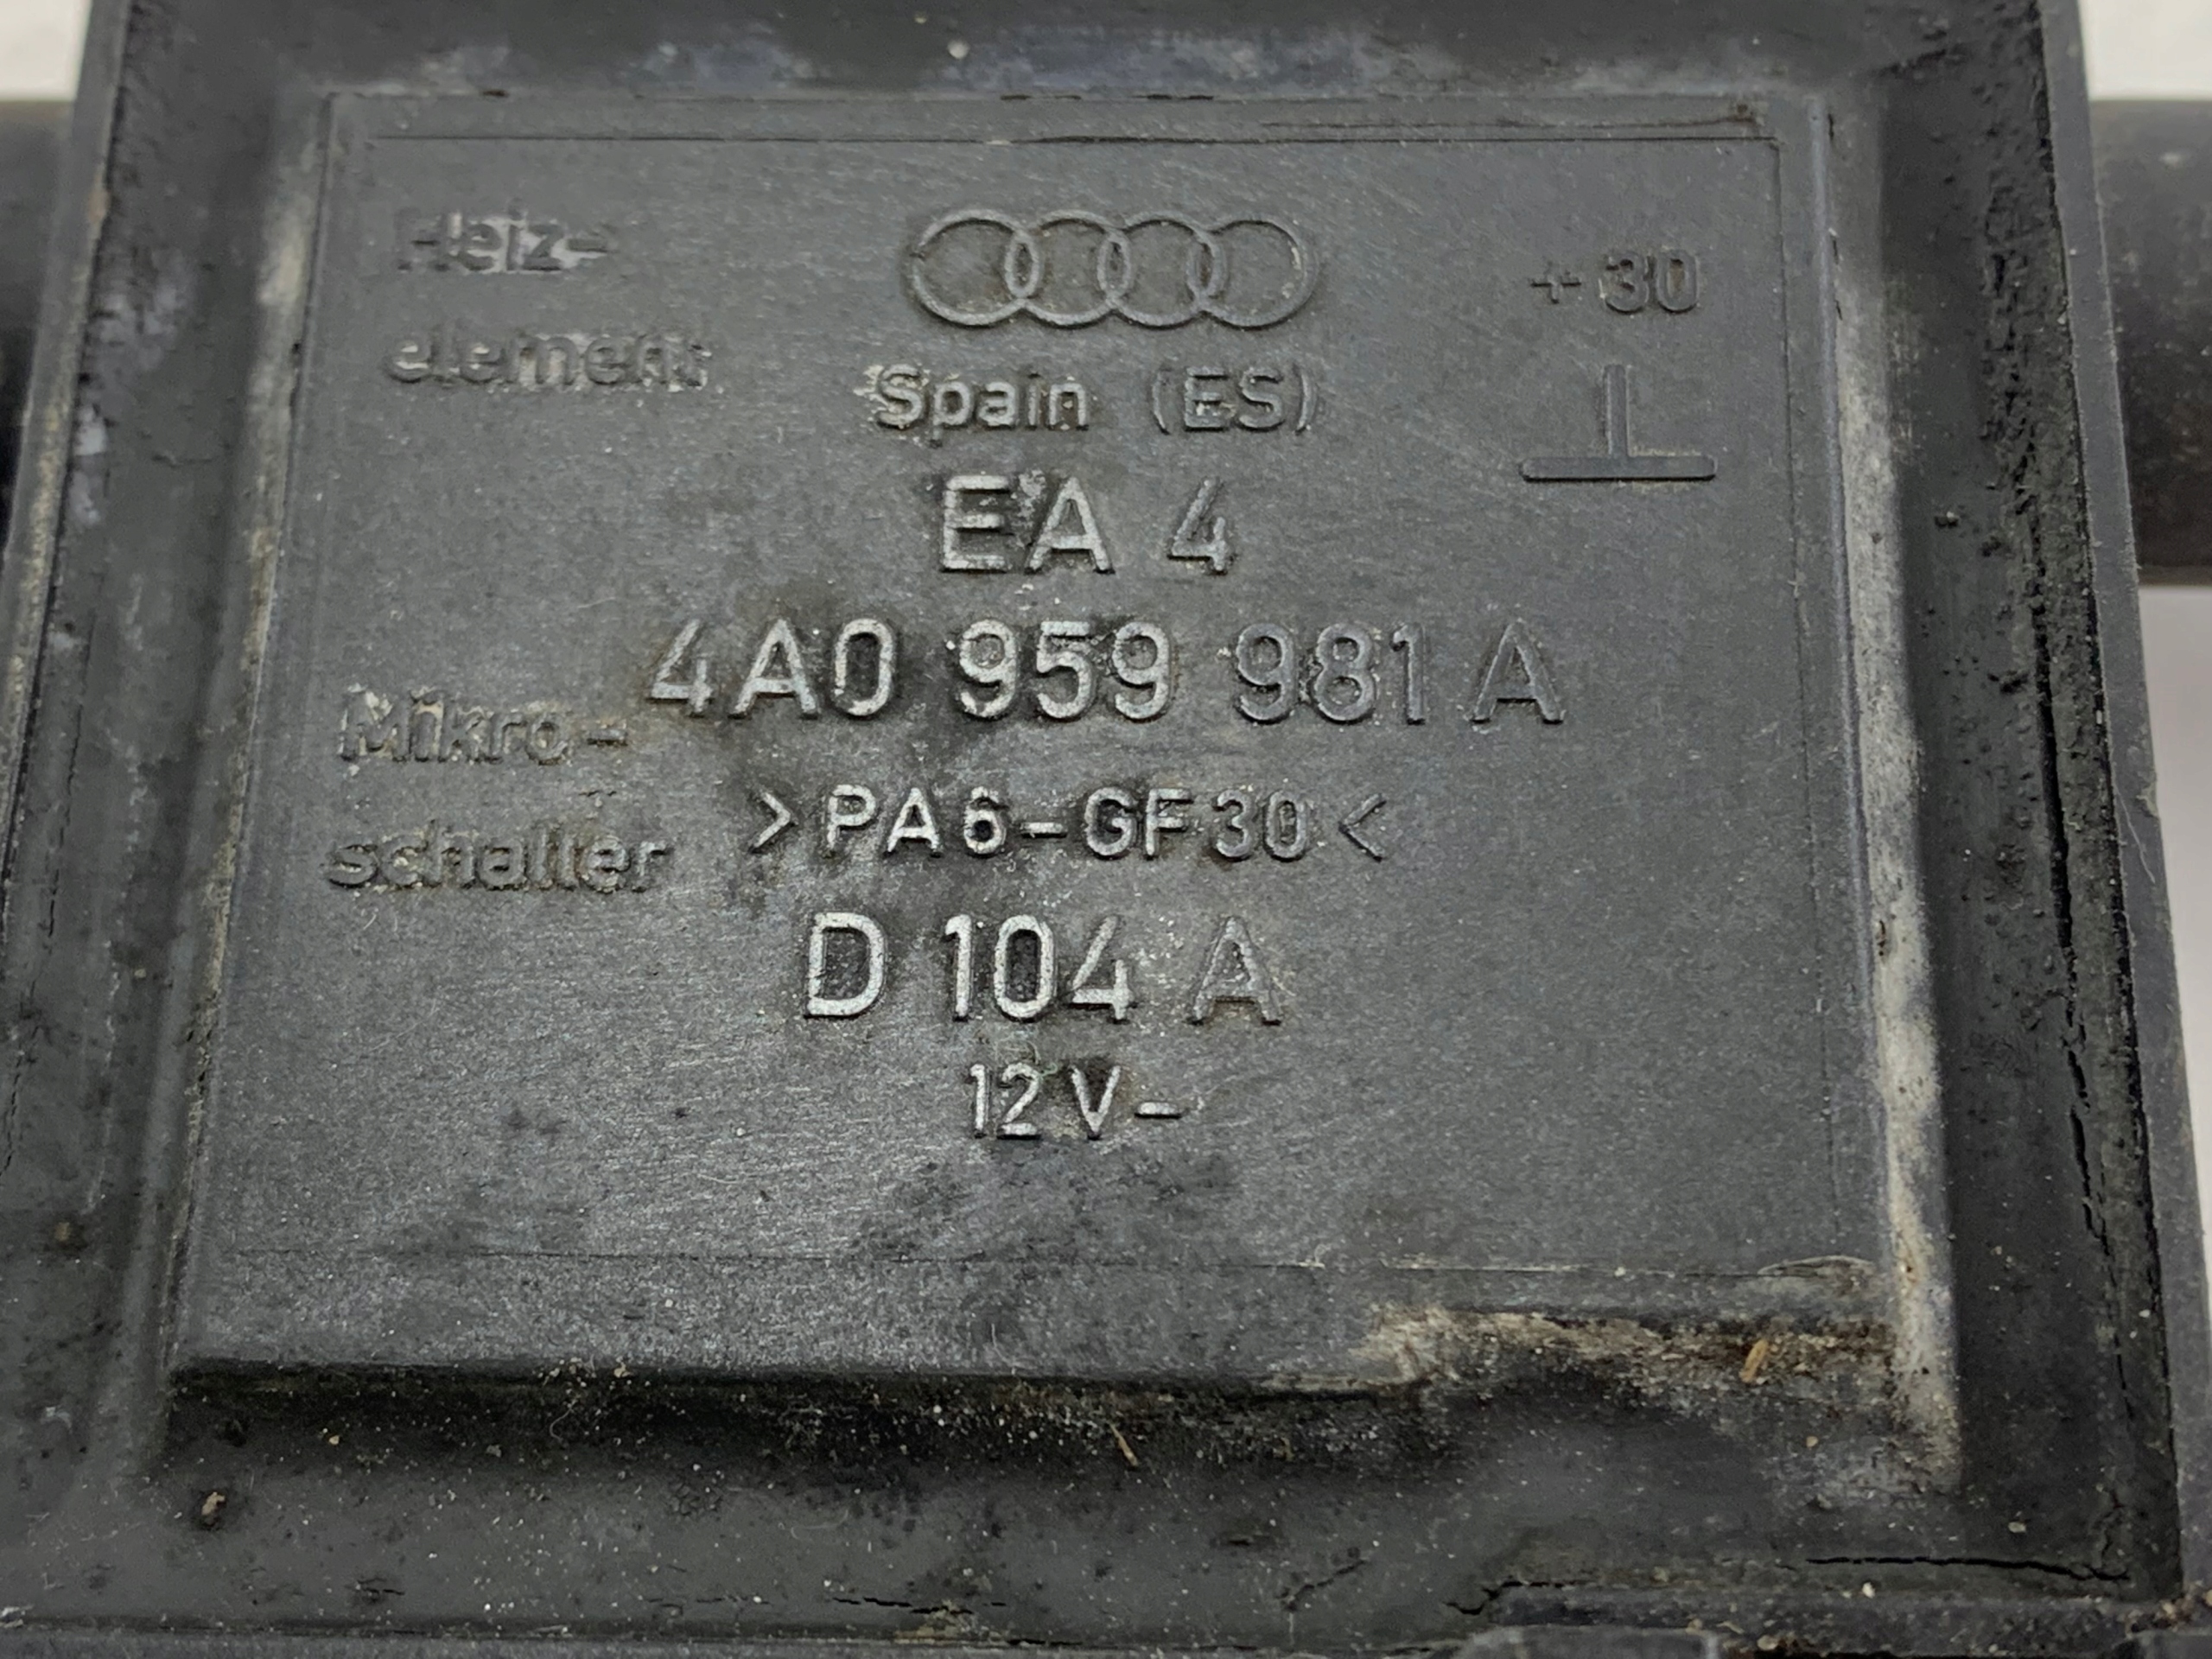 Heiz-
element
Spain (ES)
+30
EA 4
4A0 959 981 A
Mikro-
schalter
>PA6-GF30<
D 104 A
12V-